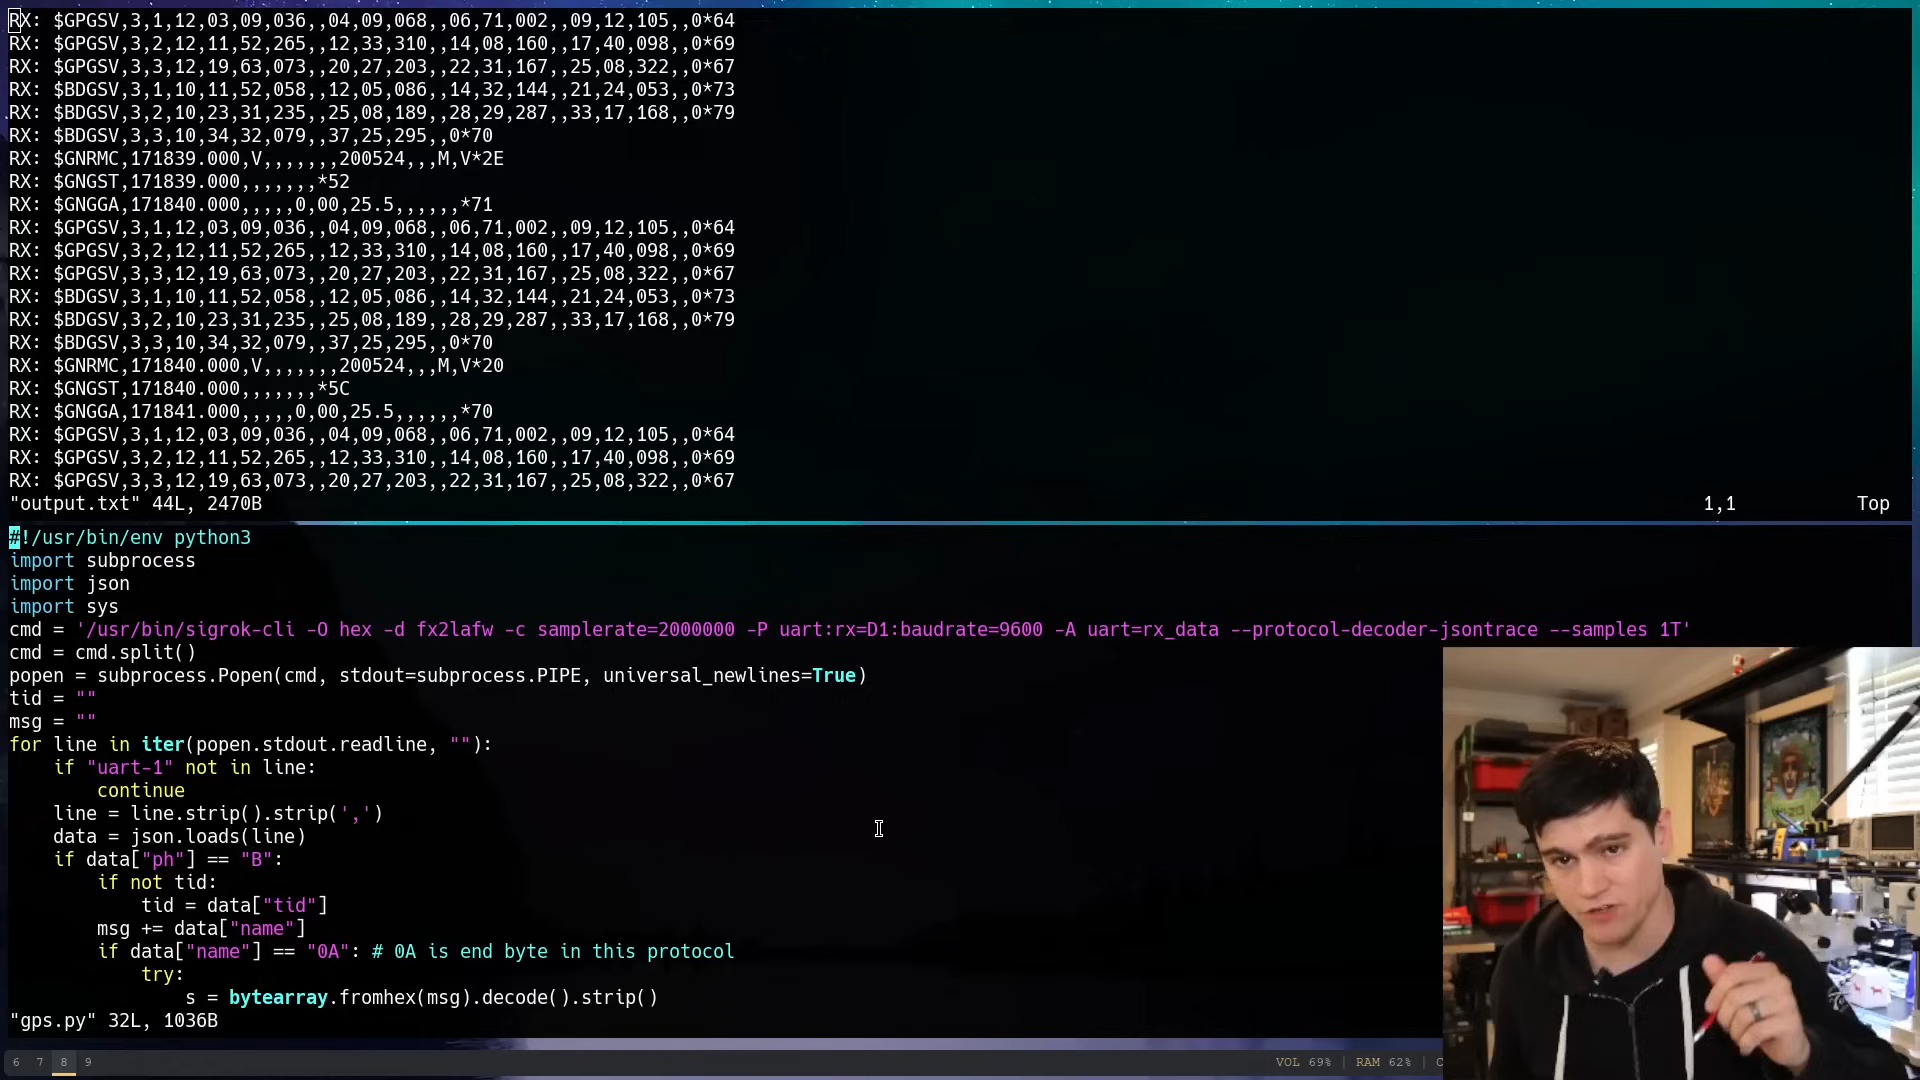 RX: $GPGSV,3,1,12,03,09,036,,04,09,068,,06,71,002,,09,12,105,,0*64
RX: $GPGSV,3,2,12,11,52,265,,12,33,310,,14,08,160,,17,40,098,,0*69
RX: $GPGSV,3,3,12,19,63,073,,20,27,203,,22,31,167,,25,08,322,,0*67
RX: $BDGSV,3,1,10,11,52,058,,12,05,086,,14,32,144,,21,24,053,,0*73
RX: $BDGSV,3,2,10,23,31,235,,25,08,189,,28,29,287,,33,17,168,,0*79
RX: $BDGSV,3,3,10,34,32,079,,37,25,295,,0*70
RX: $GNRMC,171839.000,V,,,,,,,200524,,,M,V*2E
RX: $GNGST,171839.000,,,,,,,*52
RX: $GNGGA,171840.000,,,,,0,00,25.5,,,,,,*71
RX: $GPGSV,3,1,12,03,09,036,,04,09,068,,06,71,002,,09,12,105,,0*64
RX: $GPGSV,3,2,12,11,52,265,,12,33,310,,14,08,160,,17,40,098,,0*69
RX: $GPGSV,3,3,12,19,63,073,,20,27,203,,22,31,167,,25,08,322,,0*67
RX: $BDGSV,3,1,10,11,52,058,,12,05,086,,14,32,144,,21,24,053,,0*73
RX: $BDGSV,3,2,10,23,31,235,,25,08,189,,28,29,287,,33,17,168,,0*79
RX: $BDGSV,3,3,10,34,32,079,,37,25,295,,0*70
RX: $GNRMC,171840.000,V,,,,,,,200524,,,M,V*20
RX: $GNGST,171840.000,,,,,,,*5C
RX: $GNGGA,171841.000,,,,,0,00,25.5,,,,,,*70
RX: $GPGSV,3,1,12,03,09,036,,04,09,068,,06,71,002,,09,12,105,,0*64
RX: $GPGSV,3,2,12,11,52,265,,12,33,310,,14,08,160,,17,40,098,,0*69
RX: $GPGSV,3,3,12,19,63,073,,20,27,203,,22,31,167,,25,08,322,,0*67
"output.txt" 44L, 2470B 1,1 Top
#!/usr/bin/env python3
import subprocess
import json
import sys
cmd = '/usr/bin/sigrok-cli -O hex -d fx2lafw -c samplerate=2000000 -P uart:rx=D1:baudrate=9600 -A uart=rx_data --protocol-decoder-jsontrace --samples 1T'
cmd = cmd.split()
popen = subprocess.Popen(cmd, stdout=subprocess.PIPE, universal_newlines=True)
tid = ""
msg = ""
for line in iter(popen.stdout.readline, ""):
    if "uart-1" not in line:
        continue
    line = line.strip().strip(',')
    data = json.loads(line)
    if data["ph"] == "B":
        if not tid:
            tid = data["tid"]
        msg += data["name"]
        if data["name"] == "0A": # 0A is end byte in this protocol
            try:
                s = bytearray.fromhex(msg).decode().strip()
"gps.py" 32L, 1036B
6 7 8 9 VOL 69% | RAM 62% | C